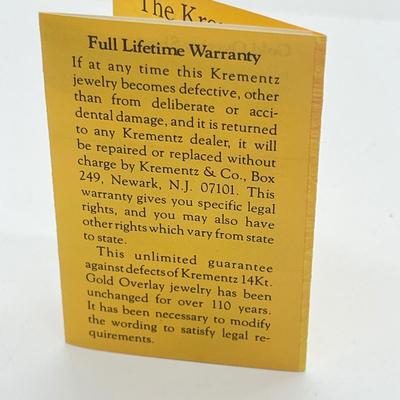 The Kre
Full Lifetime Warranty
If at any time this Krementz
jewelry becomes defective, other
than from deliberate or acci-
dental damage, and it is returned
to any Krementz dealer, it will
be repaired or replaced without
charge by Krementz & Co., Box
249, Newark, N.J. 07101. This
warranty gives you specific legal
rights, and you may also have
other rights which vary from state
to state.
This unlimited guarantee
against defects of Krementz 14Kt.
Gold Overlay jewelry has been
unchanged for over 110 years.
It has been necessary to modify
the wording to satisfy legal re-
quirements.